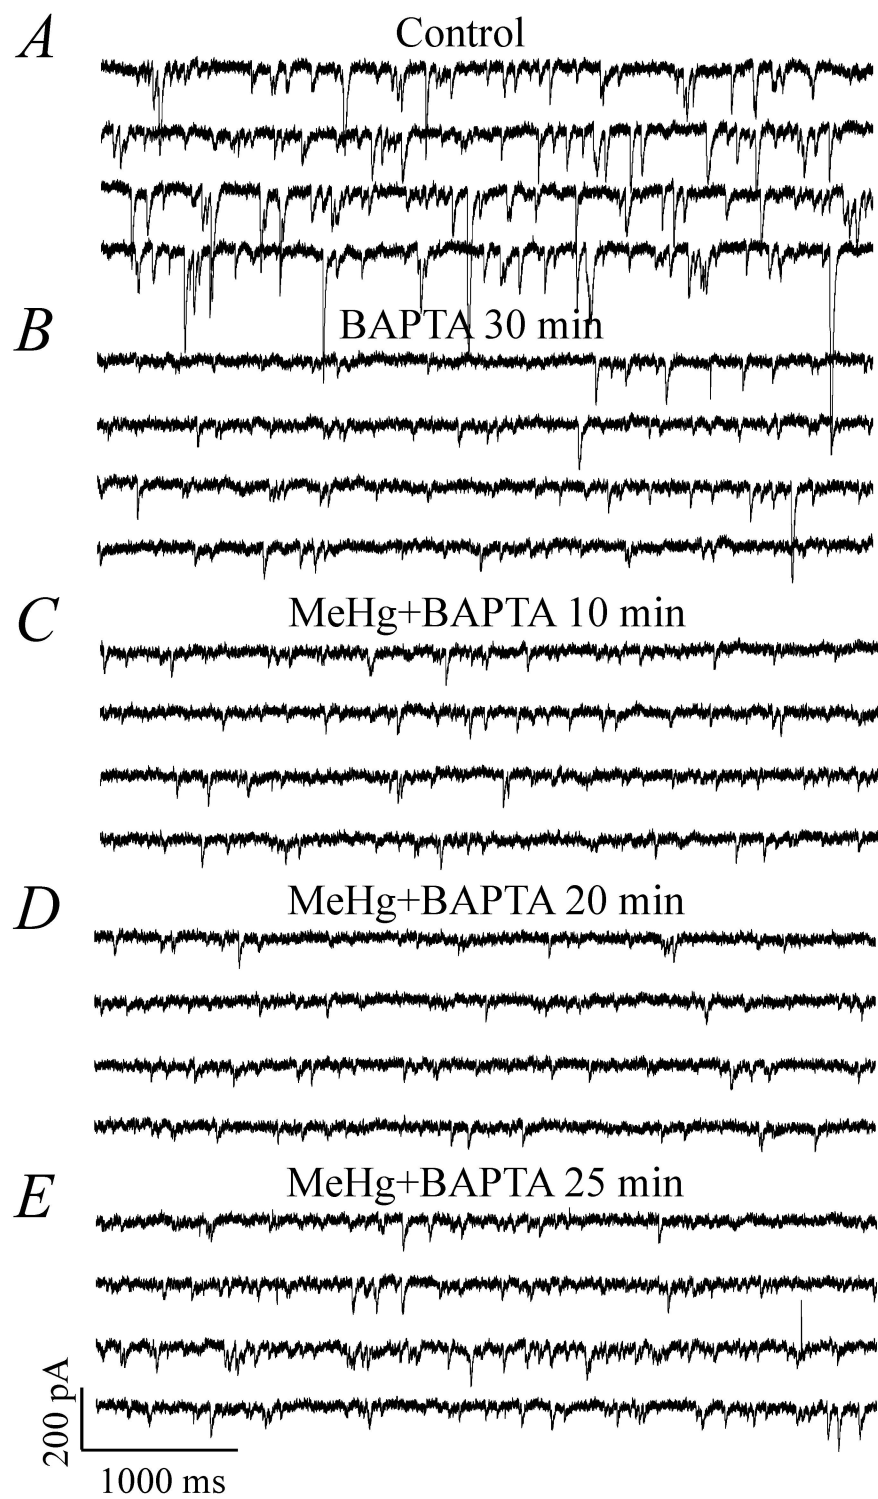 A
Control
B
BAPTA 30 min
C
MeHg+BAPTA 10 min
D
MeHg+BAPTA 20 min
E
MeHg+BAPTA 25 min
200 pA
1000 ms